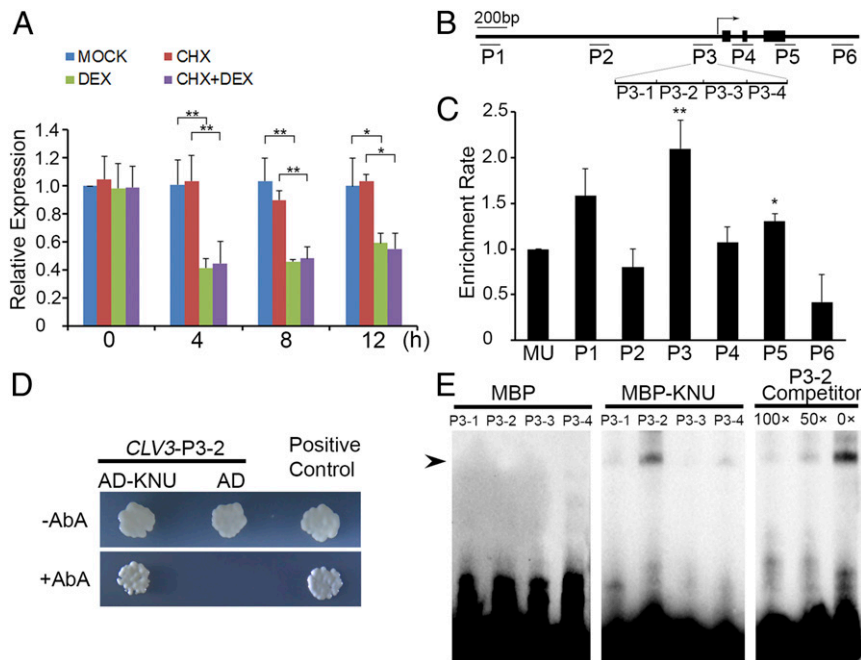 A
MOCK
CHX
DEX
CHX+DEX
Relative Expression
1.4
1.2
1.0
0.8
0.6
0.4
0.2
0
**
**
**
**
*
*
0 4 8 12 (h)
B
200bp
P1 P2 P3 P4 P5 P6
P3-1 P3-2 P3-3 P3-4
C
Enrichment Rate
2.5
2.0
1.5
1.0
0.5
0
**
*
MU P1 P2 P3 P4 P5 P6
D
CLV3-P3-2
Positive
Control
AD-KNU AD
-AbA
+AbA
E
MBP
MBP-KNU
P3-2
Competitor
P3-1 P3-2 P3-3 P3-4
P3-1 P3-2 P3-3 P3-4
100× 50× 0×